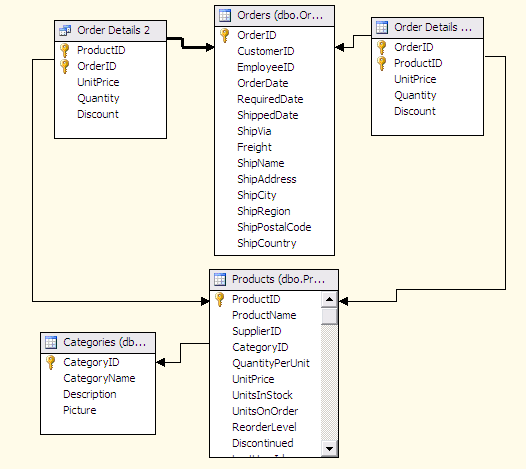 Order Details 2
ProductID
OrderID
UnitPrice
Quantity
Discount
Orders (dbo.Or...
OrderID
CustomerID
EmployeeID
OrderDate
RequiredDate
ShippedDate
ShipVia
Freight
ShipName
ShipAddress
ShipCity
ShipRegion
ShipPostalCode
ShipCountry
Order Details ...
OrderID
ProductID
UnitPrice
Quantity
Discount
Products (dbo.Pr...
ProductID
ProductName
SupplierID
CategoryID
QuantityPerUnit
UnitPrice
UnitsInStock
UnitsOnOrder
ReorderLevel
Discontinued
Categories (db...
CategoryID
CategoryName
Description
Picture